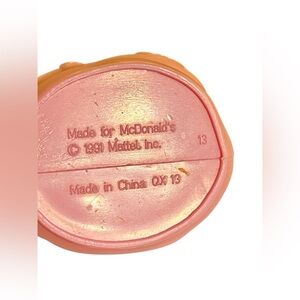 Made for McDonald's
© 1991 Mattel, Inc.
13
Made in China OX 13